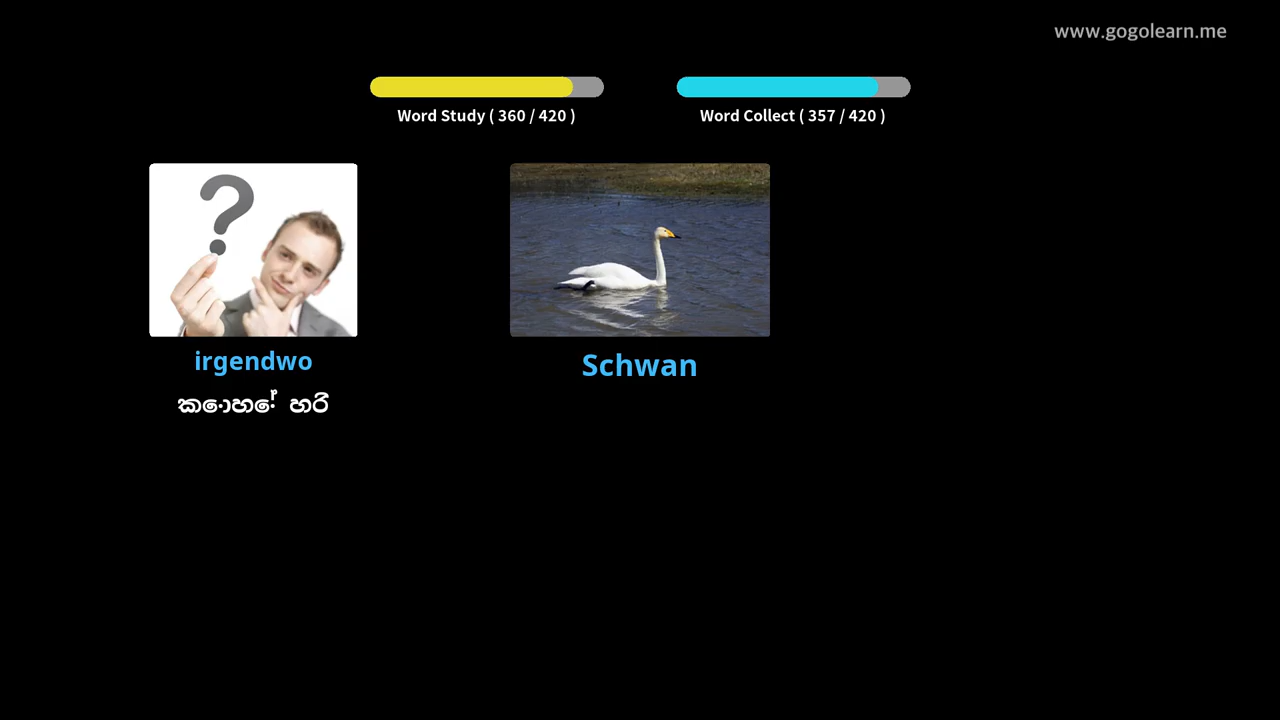 www.gogolearn.me
Word Study ( 360 / 420 )
Word Collect ( 357 / 420 )
irgendwo
Schwan
කොහේ හරි